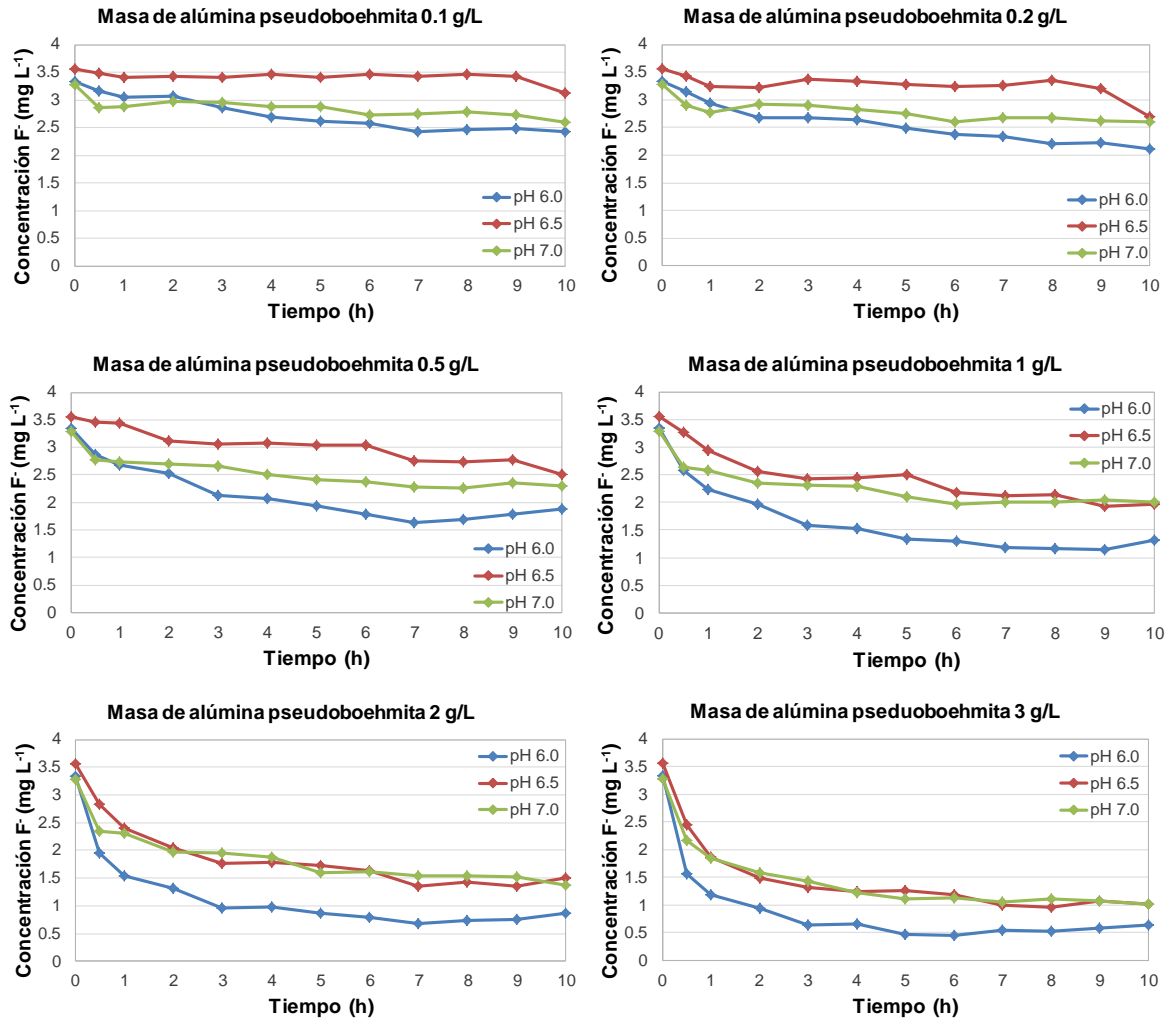 Masa de alúmina pseudoboehmita 0.1 g/L
Concentración F- (mg L-1)
4
3.5
3
2.5
2
1.5
1
0.5
0
0 1 2 3 4 5 6 7 8 9 10
Tiempo (h)
pH 6.0
pH 6.5
pH 7.0
Masa de alúmina pseudoboehmita 0.2 g/L
Concentración F- (mg L-1)
4
3.5
3
2.5
2
1.5
1
0.5
0
0 1 2 3 4 5 6 7 8 9 10
Tiempo (h)
pH 6.0
pH 6.5
pH 7.0
Masa de alúmina pseudoboehmita 0.5 g/L
Concentración F- (mg L-1)
4
3.5
3
2.5
2
1.5
1
0.5
0
0 1 2 3 4 5 6 7 8 9 10
Tiempo (h)
pH 6.0
pH 6.5
pH 7.0
Masa de alúmina pseudoboehmita 1 g/L
Concentración F- (mg L-1)
4
3.5
3
2.5
2
1.5
1
0.5
0
0 1 2 3 4 5 6 7 8 9 10
Tiempo (h)
pH 6.0
pH 6.5
pH 7.0
Masa de alúmina pseudoboehmita 2 g/L
Concentración F- (mg L-1)
4
3.5
3
2.5
2
1.5
1
0.5
0
0 1 2 3 4 5 6 7 8 9 10
Tiempo (h)
pH 6.0
pH 6.5
pH 7.0
Masa de alúmina pseduoboehmita 3 g/L
Concentración F- (mg L-1)
4
3.5
3
2.5
2
1.5
1
0.5
0
0 1 2 3 4 5 6 7 8 9 10
Tiempo (h)
pH 6.0
pH 6.5
pH 7.0